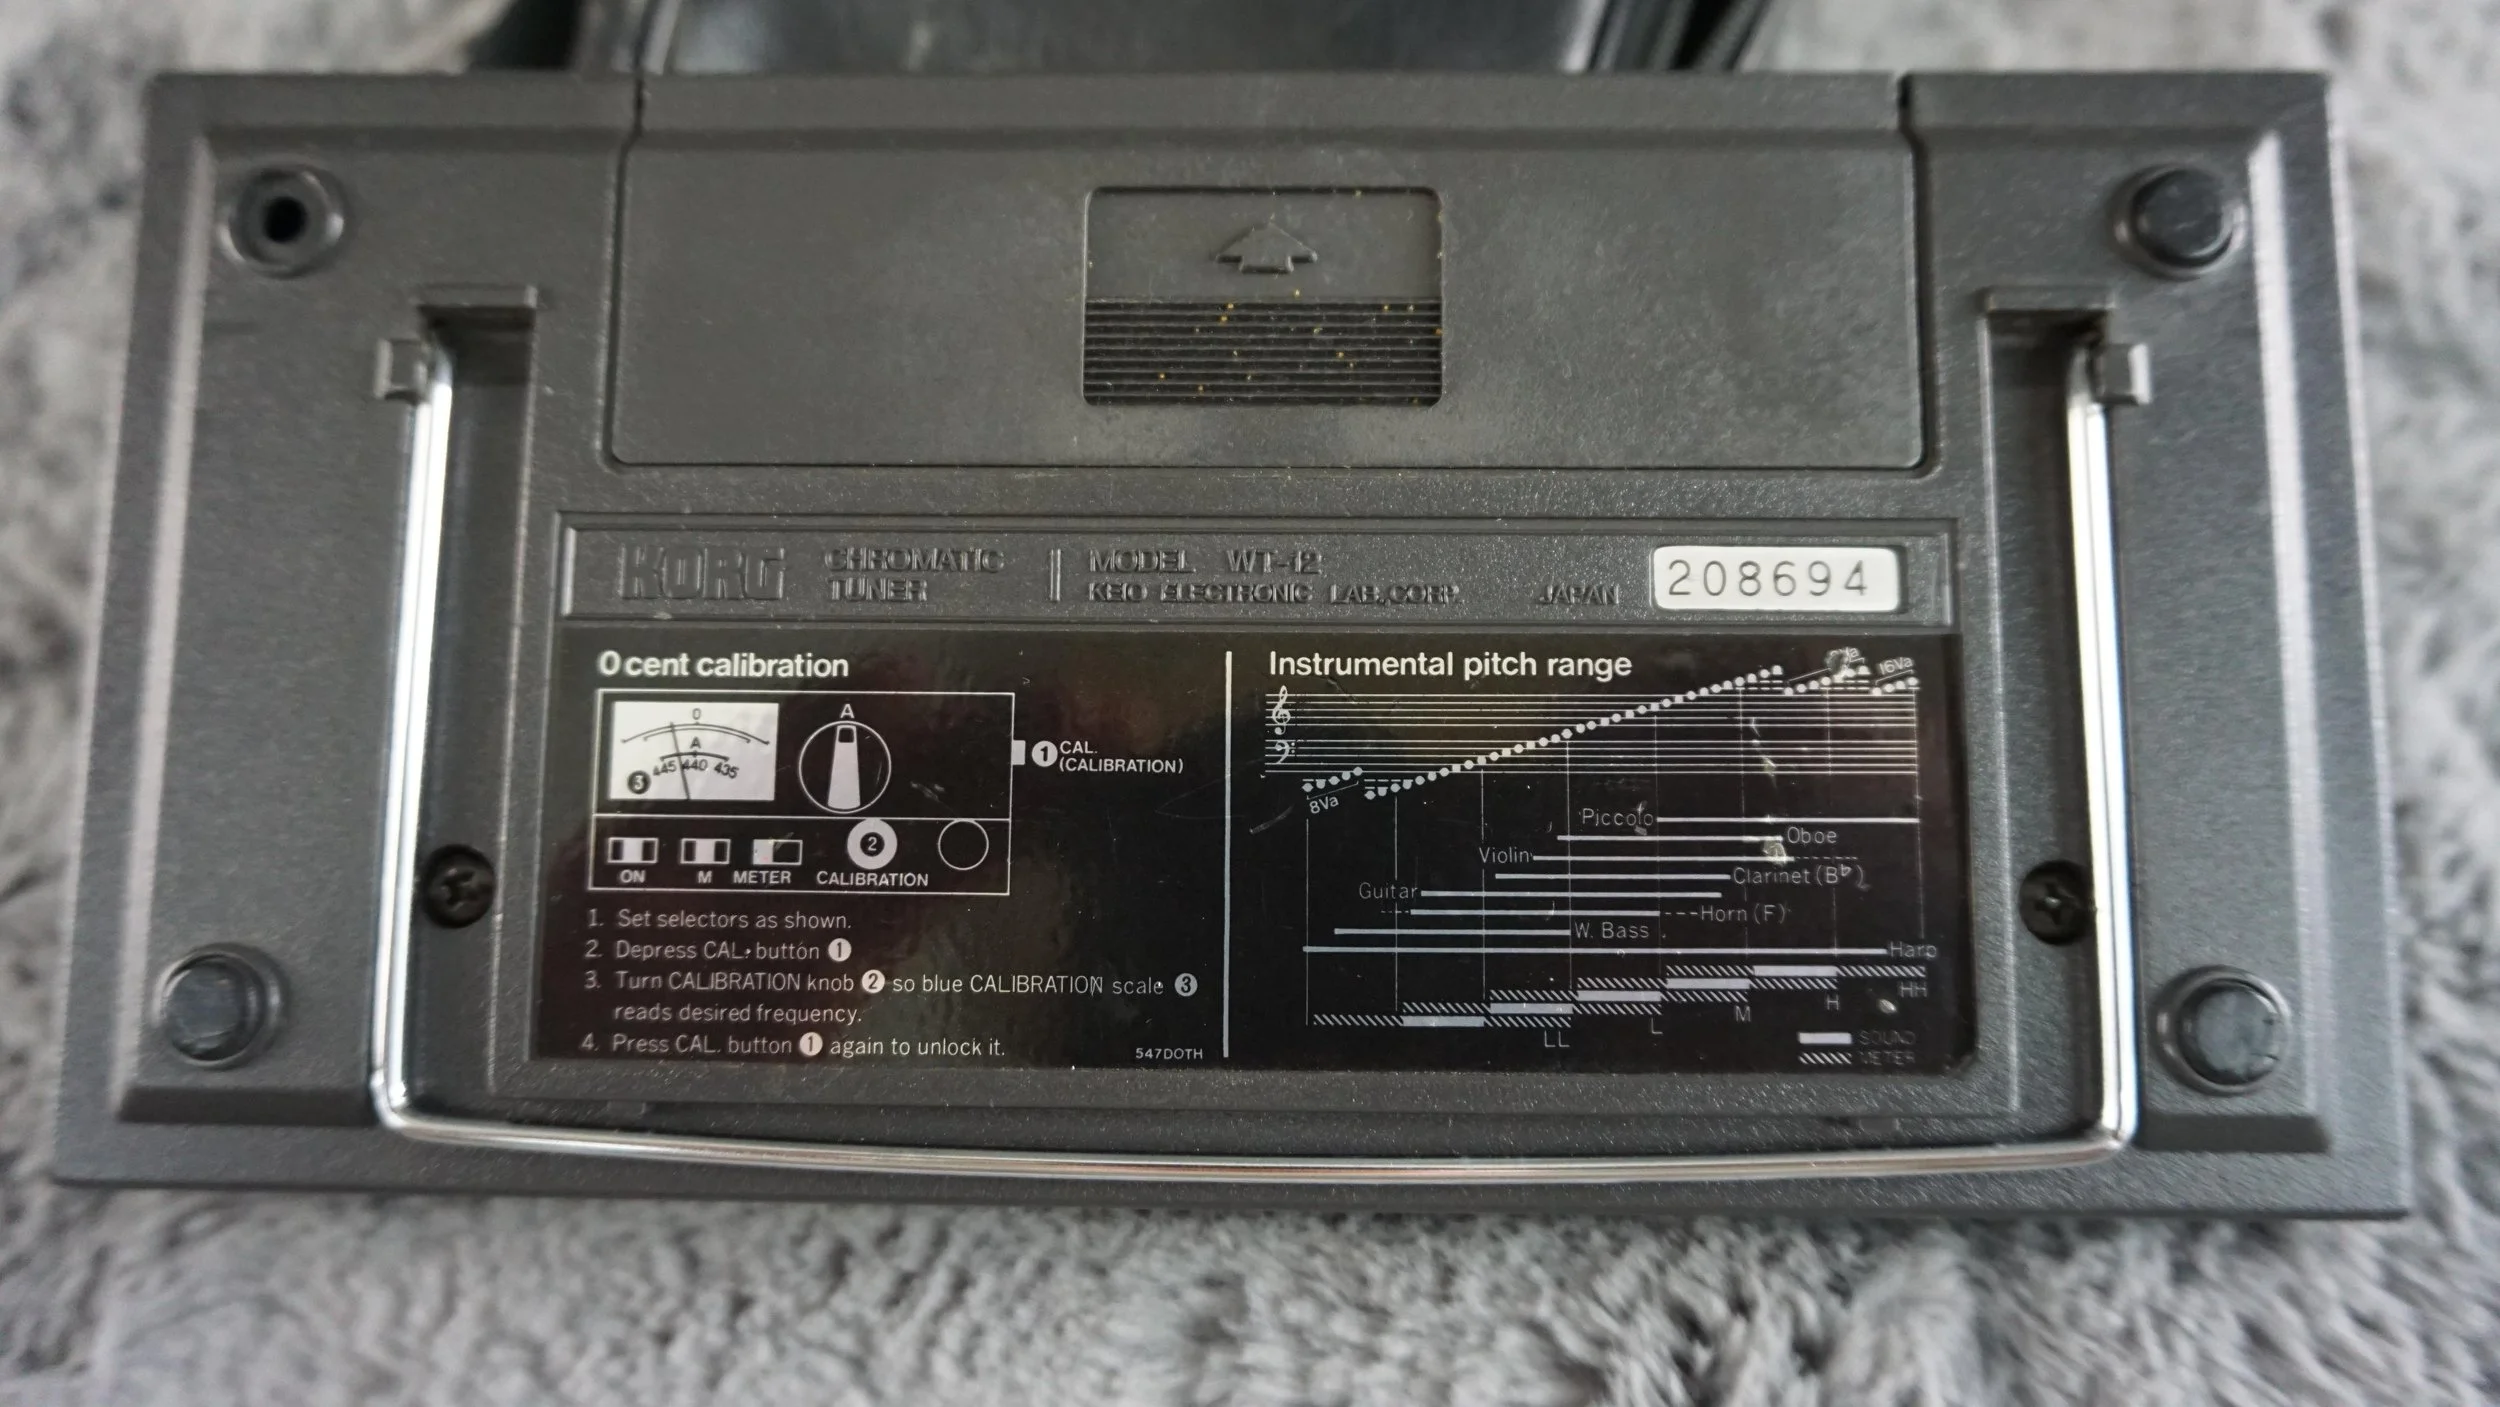 KORG CHROMATIC TUNER MODEL WT-12
KEIO ELECTRONIC LAB.,CORP. JAPAN 208694
0 cent calibration
0
A
445 440 435
3
A
1 CAL.
(CALIBRATION)
2
ON M METER CALIBRATION
1. Set selectors as shown.
2. Depress CAL. button 1
3. Turn CALIBRATION knob 2 so blue CALIBRATION scale 3
reads desired frequency.
4. Press CAL. button 1 again to unlock it.
547DOTH
Instrumental pitch range
16Va
8Va
Piccolo
Oboe
Violin
Clarinet (B♭)
Guitar
Horn (F)
W. Bass
Harp
HH
H
M
L
LL
SOUND
METER